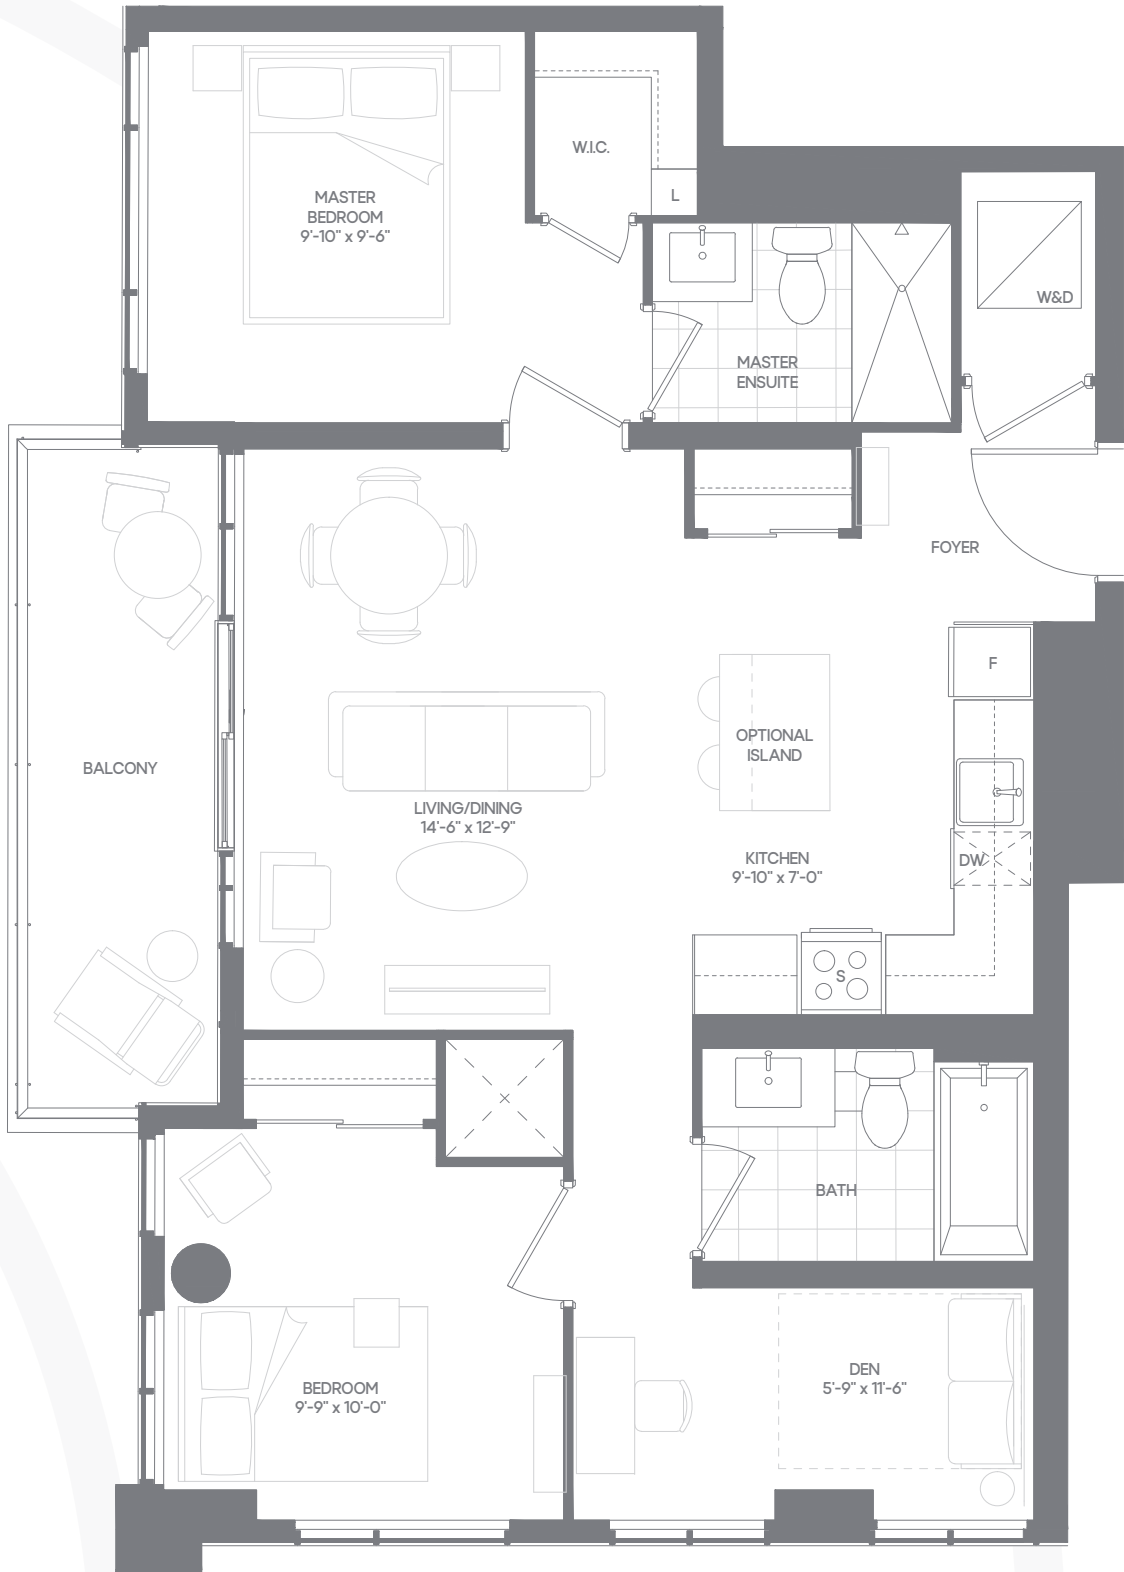 W.I.C.
L
MASTER
BEDROOM
9'-10" x 9'-6"
W&D
MASTER
ENSUITE
FOYER
F
OPTIONAL
ISLAND
BALCONY
LIVING/DINING
14'-6" x 12'-9"
KITCHEN
9'-10" x 7'-0"
DW
S
BATH
DEN
5'-9" x 11'-6"
BEDROOM
9'-9" x 10'-0"